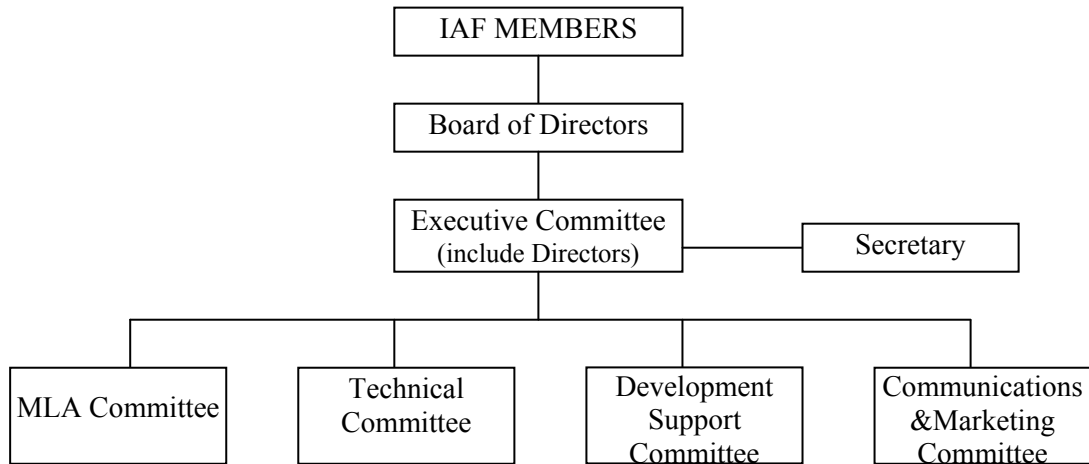 IAF MEMBERS
Board of Directors
Executive Committee
(include Directors)
Secretary
MLA Committee
Technical
Committee
Development
Support
Committee
Communications
&Marketing
Committee